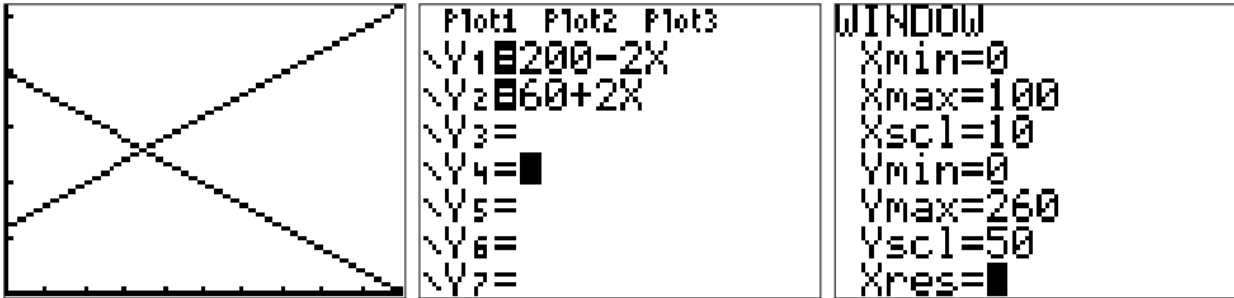 Plot1 Plot2 Plot3
\Y1=200-2X
\Y2=60+2X
\Y3=
\Y4=
\Y5=
\Y6=
\Y7=
WINDOW
Xmin=0
Xmax=100
Xscl=10
Ymin=0
Ymax=260
Yscl=50
Xres=